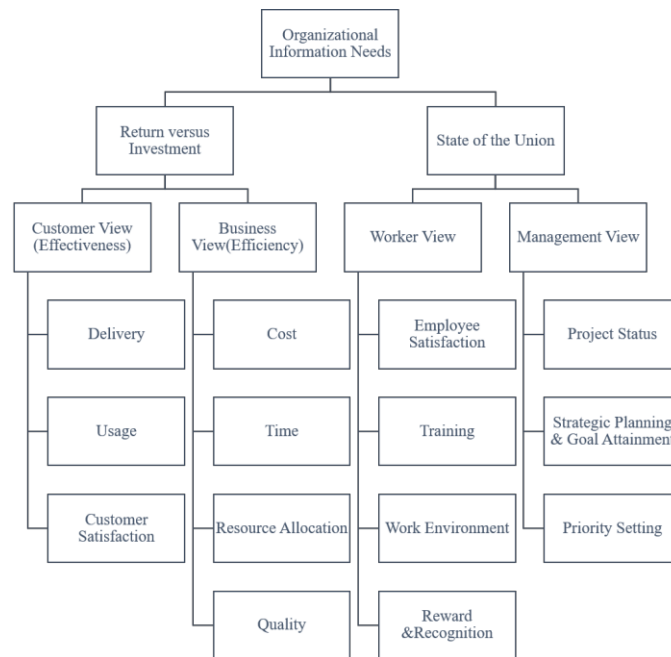 Organizational
Information Needs
Return versus
Investment
State of the Union
Customer View
(Effectiveness)
Business
View(Efficiency)
Worker View
Management View
Delivery
Cost
Employee
Satisfaction
Project Status
Usage
Time
Training
Strategic Planning
& Goal Attainment
Customer
Satisfaction
Resource Allocation
Work Environment
Priority Setting
Quality
Reward
&Recognition